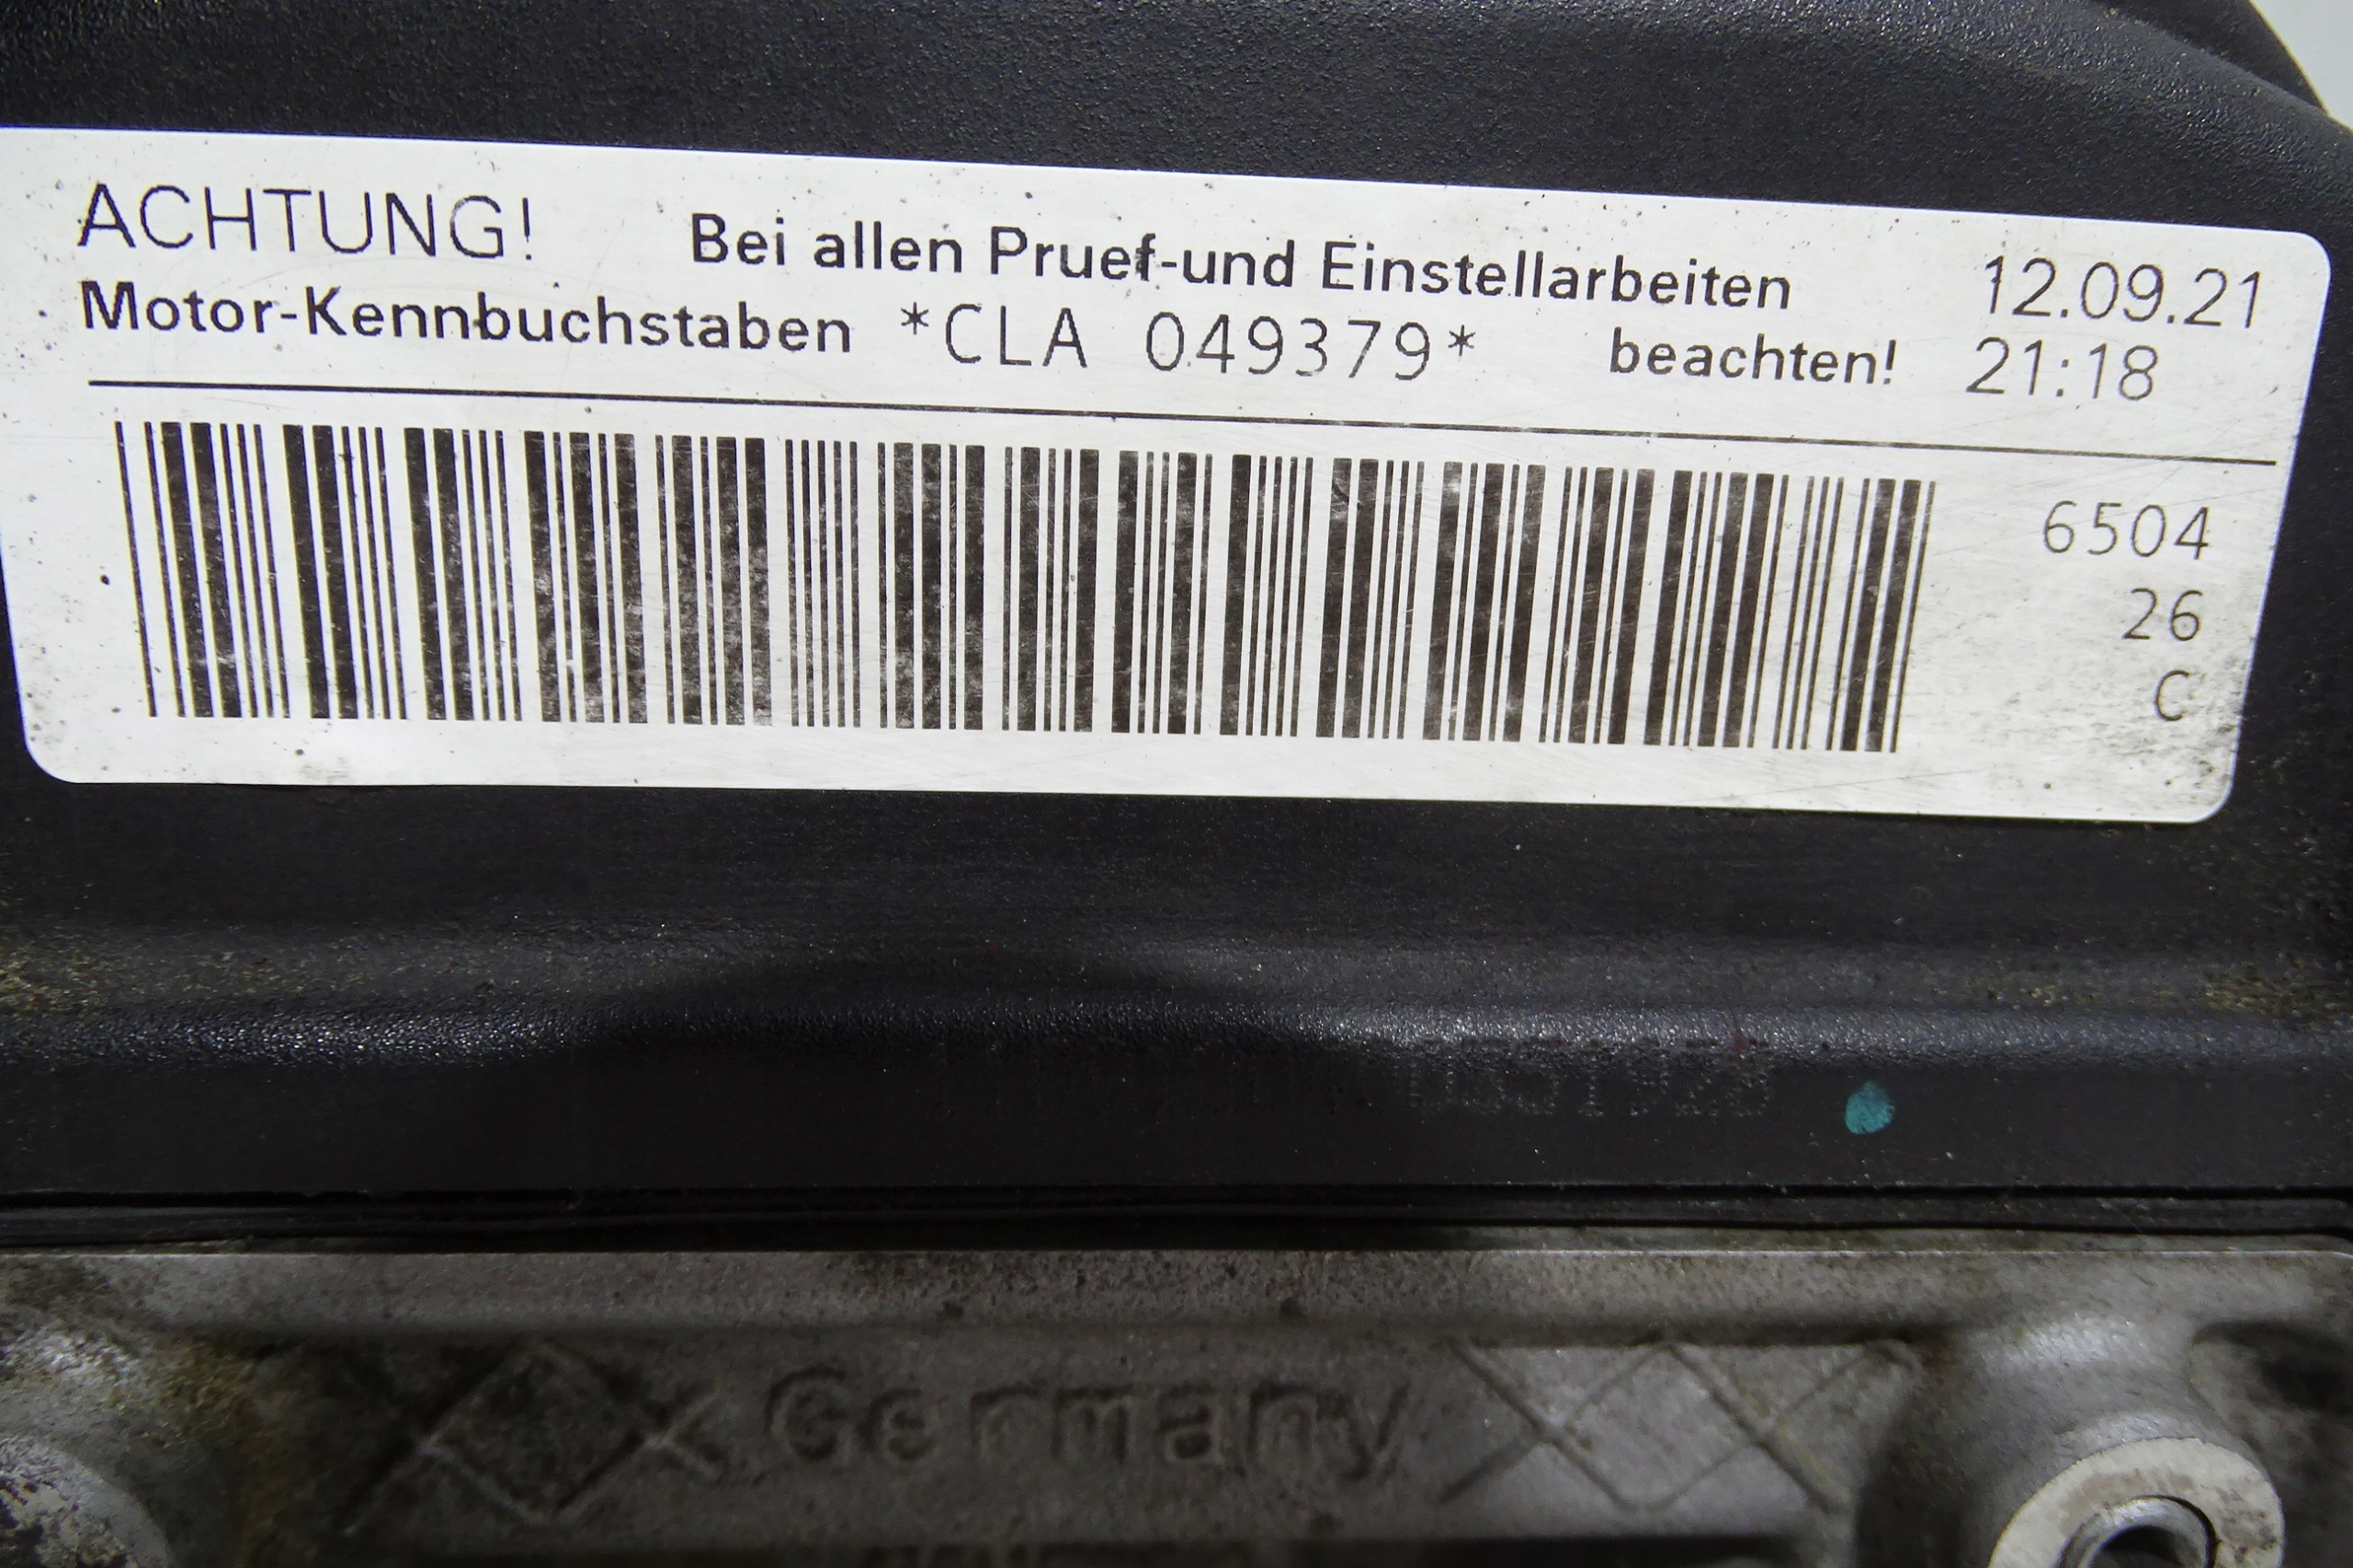 ACHTUNG! Bei allen Pruef-und Einstellarbeiten 12.09.21
Motor-Kennbuchstaben *CLA 049379* beachten! 21:18
6504
26
C
Germany